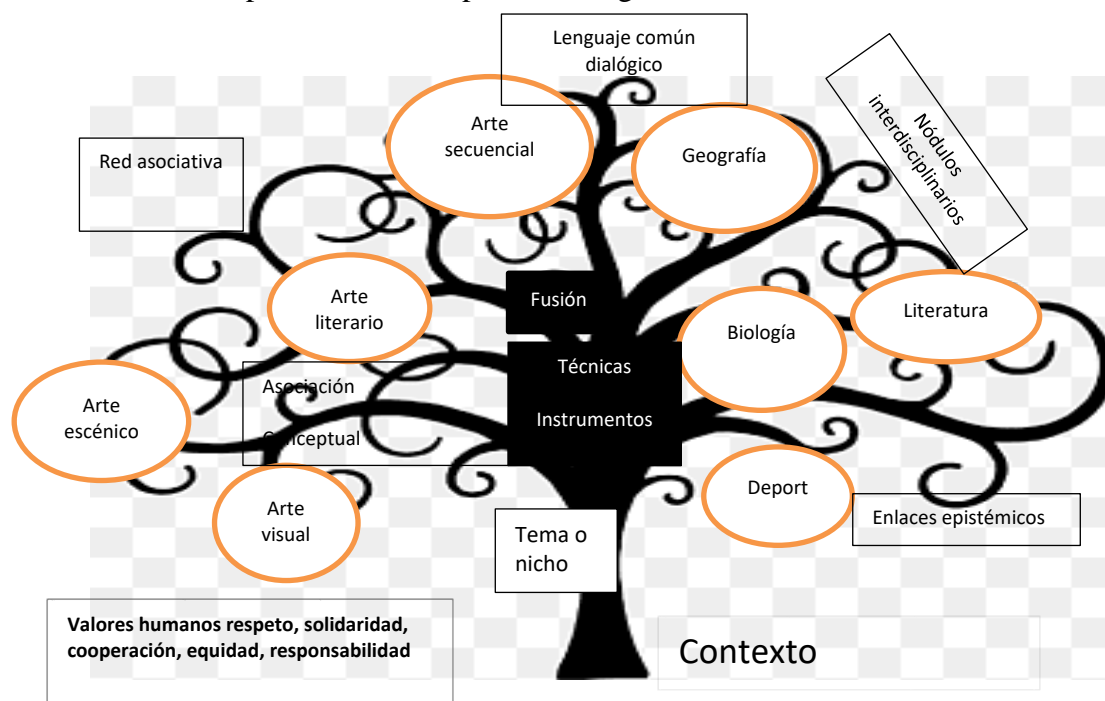 Lenguaje común
dialógico
Nódulos
interdisciplinarios
Arte
secuencial
Geografía
Red asociativa
Fusión
Arte
literario
Literatura
Biología
Técnicas
Instrumentos
Asociación
Conceptual
Arte
escénico
Deport
Arte
visual
Enlaces epistémicos
Tema o
nicho
Valores humanos respeto, solidaridad,
cooperación, equidad, responsabilidad
Contexto